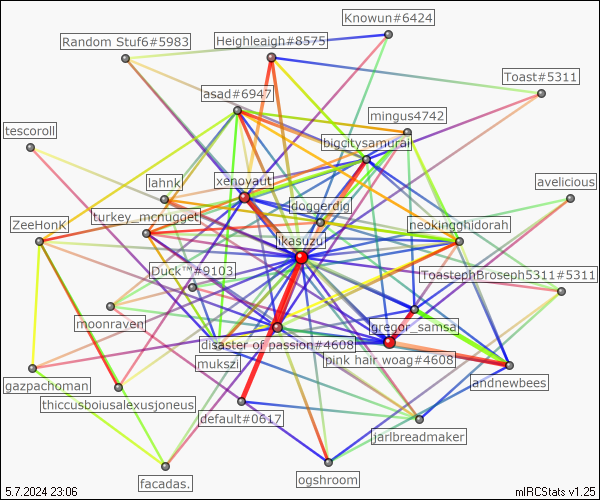 Knowun#6424
Random Stuf6#5983
Heighleaigh#8575
Toast#5311
asad#6947
mingus4742
tescoroll
bigcitysamurai
lahnk
xenoyaut
avelicious
doggerdig
turkey_mcnugget
ZeeHonk
neokingghidorah
ikasuzu
Duck™#9103
ToastephBroseph5311#5311
moonraven
gregor_samsa
disaster of passion#4608
pink hair woag#4608
mukszi
gazpachoman
andnewbees
thiccusboiusalexusjoneus
default#0617
jarlbreadmaker
facadas.
ogshroom
5.7.2024 23:06
mIRCStats v1.25